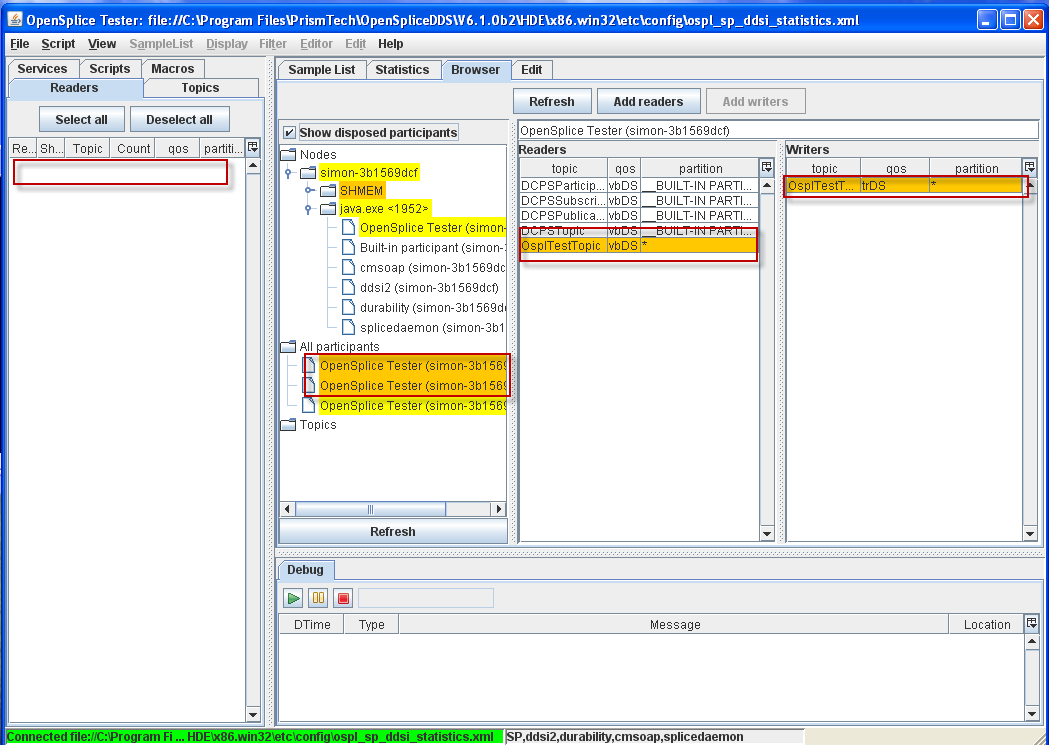 OpenSplice Tester: file://C:\Program Files\PrismTech\OpenSpliceDDS\V6.1.0b2\HDE\x86.win32\etc\config\ospl_sp_ddsi_statistics.xml
File Script View SampleList Display Filter Editor Edit Help
Services Scripts Macros
Readers Topics
Select all Deselect all
Re... Sh... Topic Count qos partiti...
Sample List Statistics Browser Edit
Refresh Add readers Add writers
Show disposed participants
Nodes
simon-3b1569dcf
SHMEM
java.exe <1952>
OpenSplice Tester (simon-
Built-in participant (simon-
cmsoap (simon-3b1569dc
ddsi2 (simon-3b1569dcf)
durability (simon-3b1569d
splicedaemon (simon-3b1
All participants
OpenSplice Tester (simon-3b1569
OpenSplice Tester (simon-3b1569
OpenSplice Tester (simon-3b1569
Topics
Refresh
OpenSplice Tester (simon-3b1569dcf)
Readers
topic qos partition
DCPSParticip... vbDS __BUILT-IN PARTI...
DCPSSubscri... vbDS __BUILT-IN PARTI...
DCPSPublica... vbDS __BUILT-IN PARTI...
DCPSTopic vbDS __BUILT-IN PARTI...
OsplTestTopic vbDS *
Writers
topic qos partition
OsplTestT... trDS *
Debug
DTime Type Message Location
Connected file://C:\Program Fi ... HDE\x86.win32\etc\config\ospl_sp_ddsi_statistics.xml SP,ddsi2,durability,cmsoap,splicedaemon